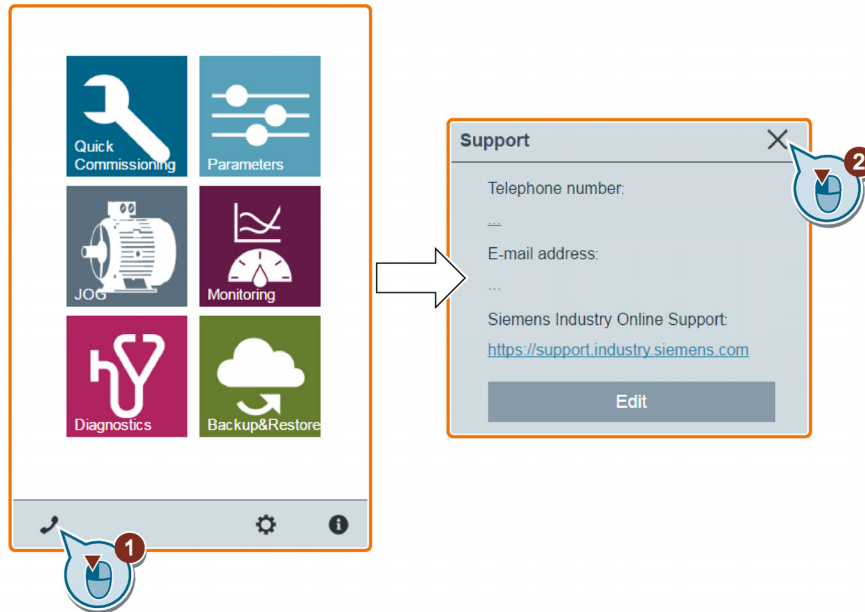 Quick
Commissioning
Parameters
JOG
Monitoring
Diagnostics
Backup&Restore
1
Support
2
Telephone number:
...
E-mail address:
...
Siemens Industry Online Support:
https://support.industry.siemens.com
Edit